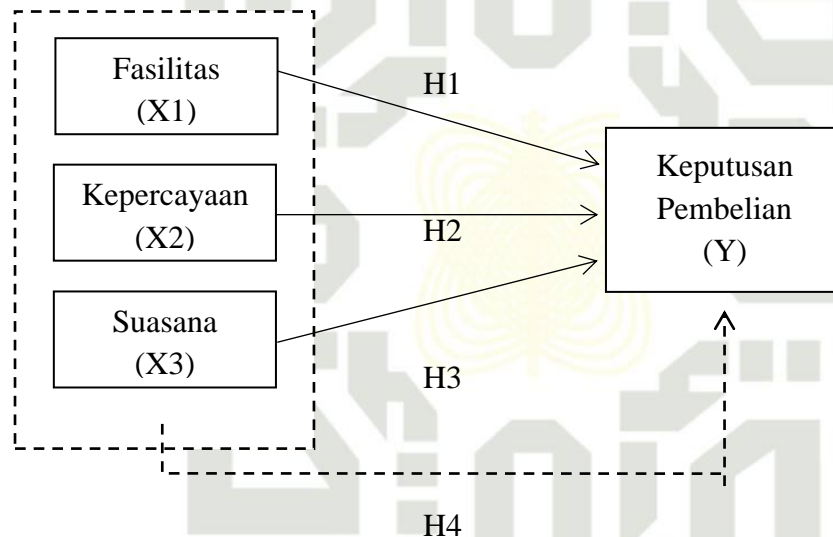 Fasilitas
(X1)
H1
Kepercayaan
(X2)
H2
Keputusan
Pembelian
(Y)
Suasana
(X3)
H3
H4